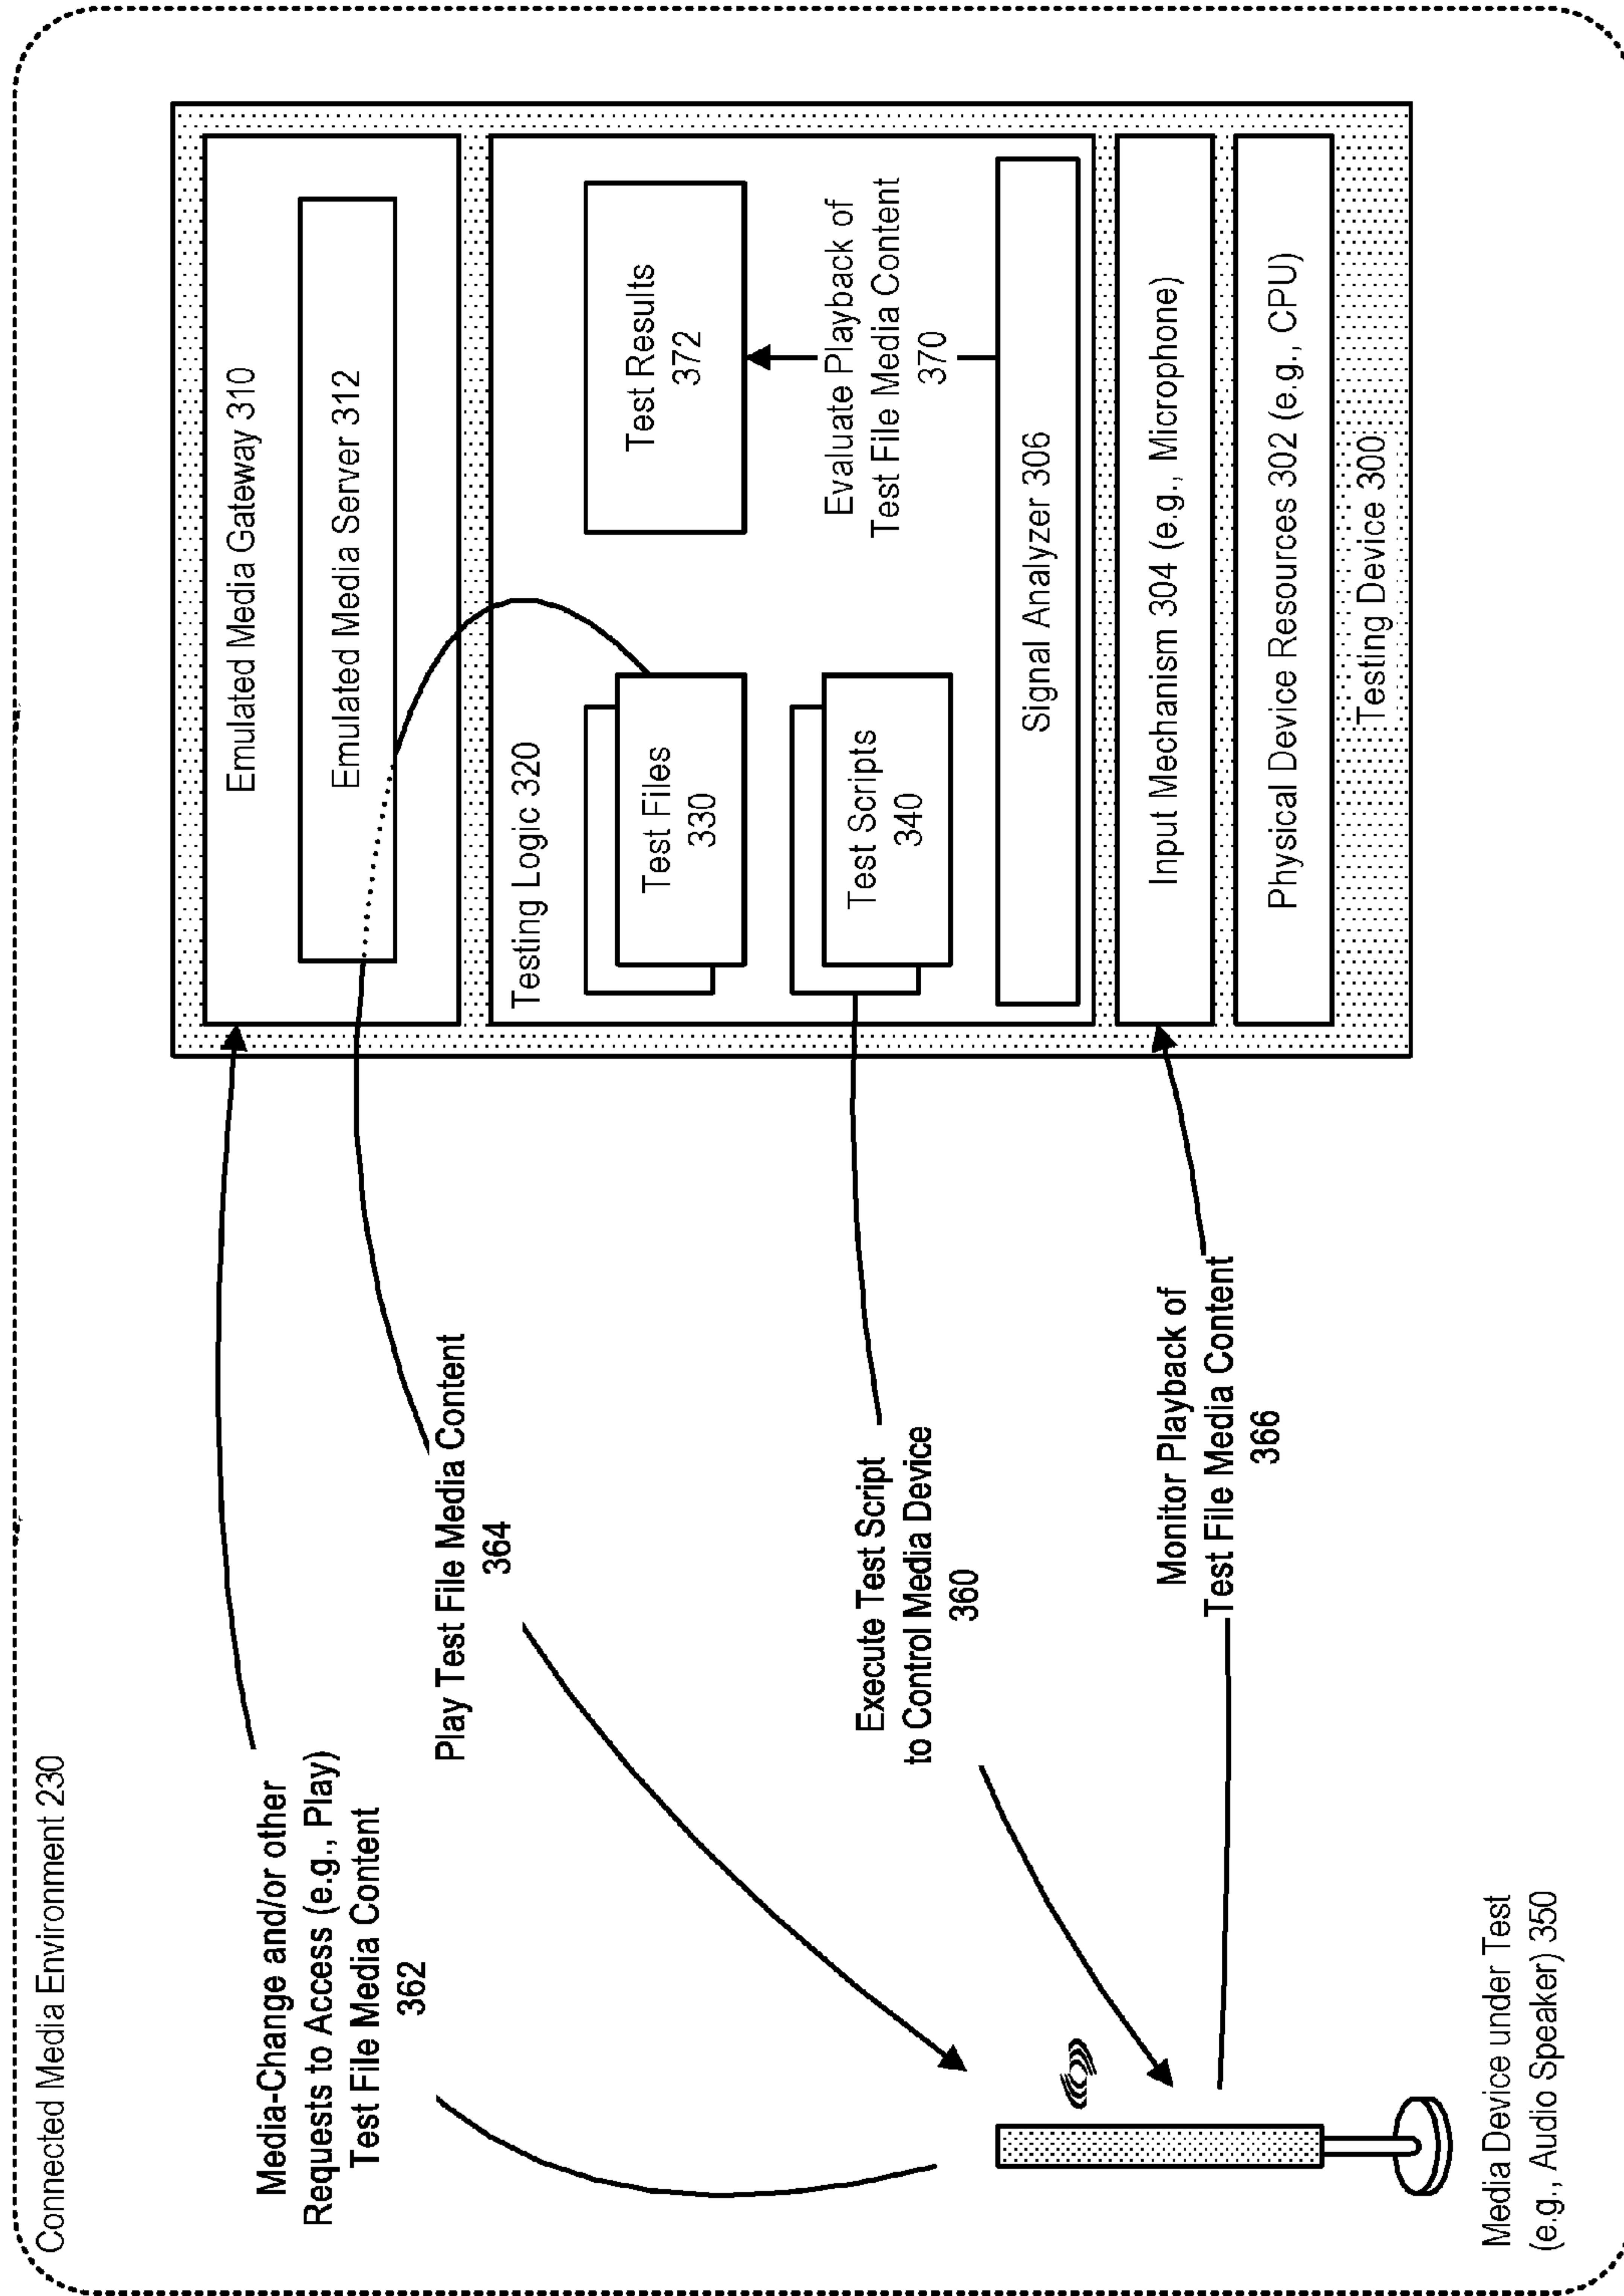 Connected Media Environment 230
Media-Change and/or other
Requests to Access (e.g., Play)
Test File Media Content
362
Play Test File Media Content
364
Execute Test Script
to Control Media Device
360
Monitor Playback of
Test File Media Content
366
Media Device under Test
(e.g., Audio Speaker) 350
Emulated Media Gateway 310
Emulated Media Server 312
Testing Logic 320
Test Files
330
Test Scripts
340
Test Results
372
Evaluate Playback of
Test File Media Content
370
Signal Analyzer 306
Input Mechanism 304 (e.g., Microphone)
Physical Device Resources 302 (e.g., CPU)
Testing Device 300